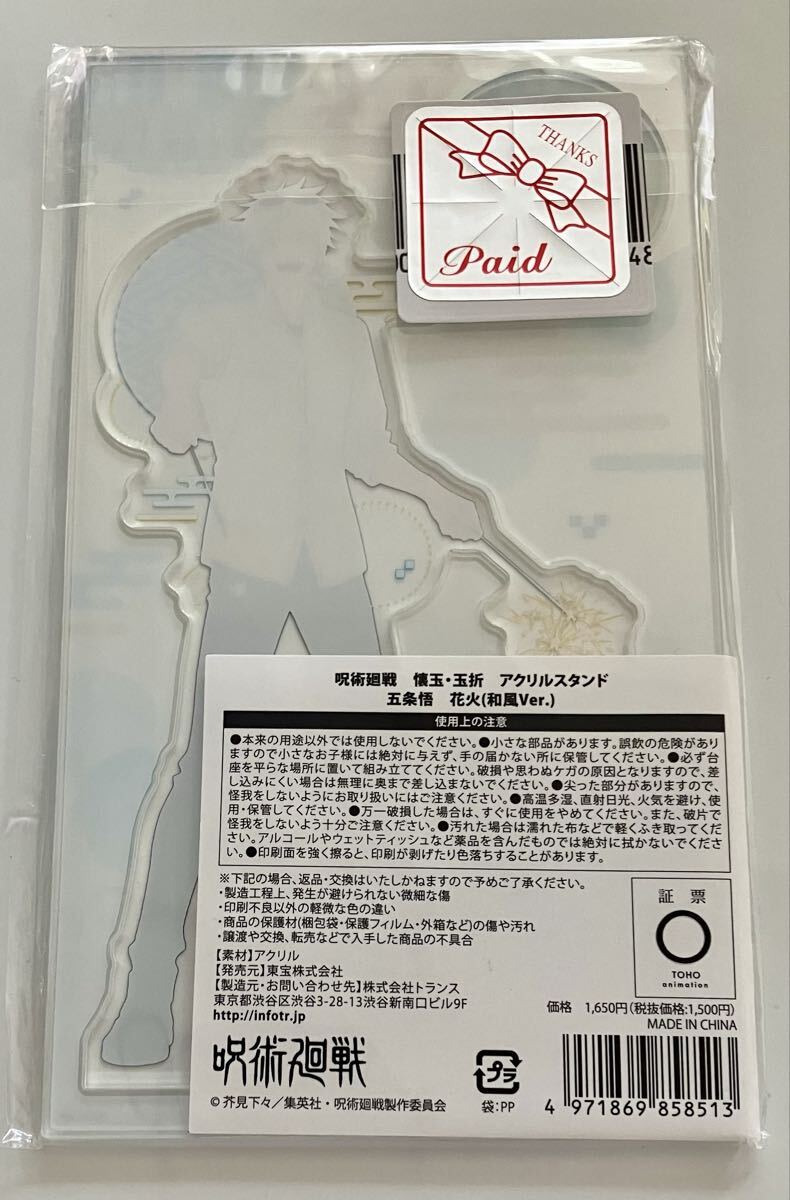 THANKS
Paid
48
呪術廻戦　懐玉・玉折　アクリルスタンド
五条悟　花火(和風Ver.)
使用上の注意
●本来の用途以外では使用しないでください。●小さな部品があります。誤飲の危険があり
ますので小さなお子様には絶対に与えず、手の届かない所に保管してください。●必ず台
座を平らな場所に置いて組み立ててください。破損や思わぬケガの原因となりますので、差
し込みにくい場合は無理に奥まで差し込まないでください。●尖った部分がありますので、
怪我をしないようにお取り扱いにはご注意ください。●高温多湿、直射日光、火気を避け、使
用・保管してください。●万一破損した場合は、すぐに使用をやめてください。また、破片で
怪我をしないよう十分ご注意ください。●汚れた場合は濡れた布などで軽くふき取ってくだ
さい。アルコールやウェットティッシュなど薬品を含んだものでは絶対に拭かないでくださ
い。●印刷面を強く擦ると、印刷が剥げたり色落ちすることがあります。
※下記の場合、返品・交換はいたしかねますので予めご了承ください。
・製造工程上、発生が避けられない微細な傷
・印刷不良以外の軽微な色の違い
・商品の保護材(梱包袋・保護フィルム・外箱など)の傷や汚れ
・譲渡や交換、転売などで入手した商品の不具合
【素材】アクリル
【発売元】東宝株式会社
【製造元・お問い合わせ先】株式会社トランス
東京都渋谷区渋谷3-28-13渋谷新南口ビル9F
http://infotr.jp
証票
TOHO
animation
価格　1,650円(税抜価格:1,500円)
MADE IN CHINA
呪術廻戦
©芥見下々／集英社・呪術廻戦製作委員会
プラ
袋:PP
4 971869 858513